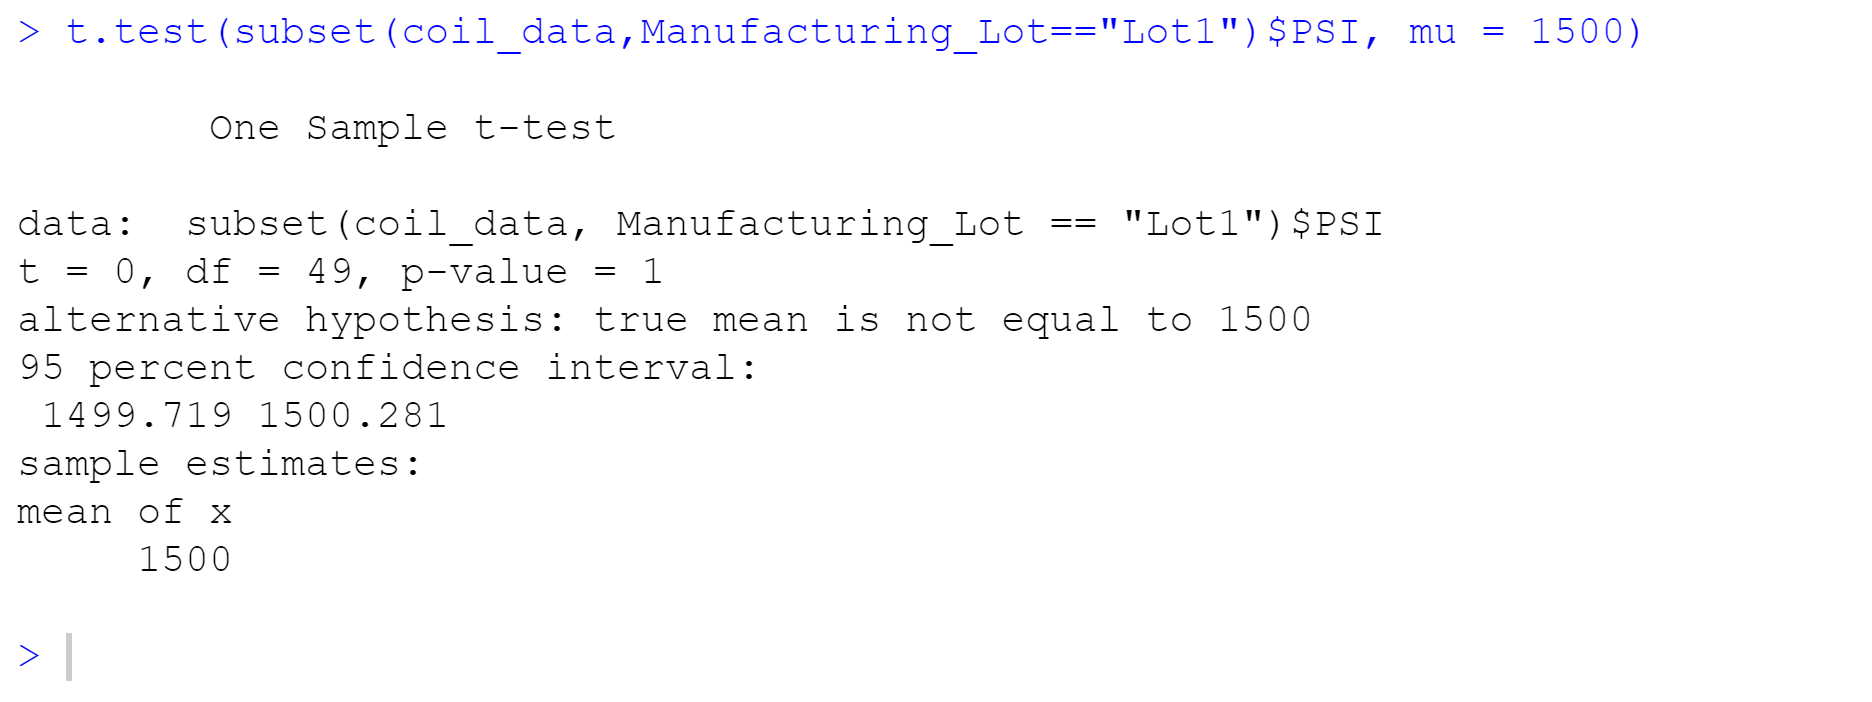 > t.test(subset(coil_data,Manufacturing_Lot=="Lot1")$PSI, mu = 1500)
One Sample t-test
data:  subset(coil_data, Manufacturing_Lot == "Lot1")$PSI
t = 0, df = 49, p-value = 1
alternative hypothesis: true mean is not equal to 1500
95 percent confidence interval:
1499.719 1500.281
sample estimates:
mean of x
1500
>